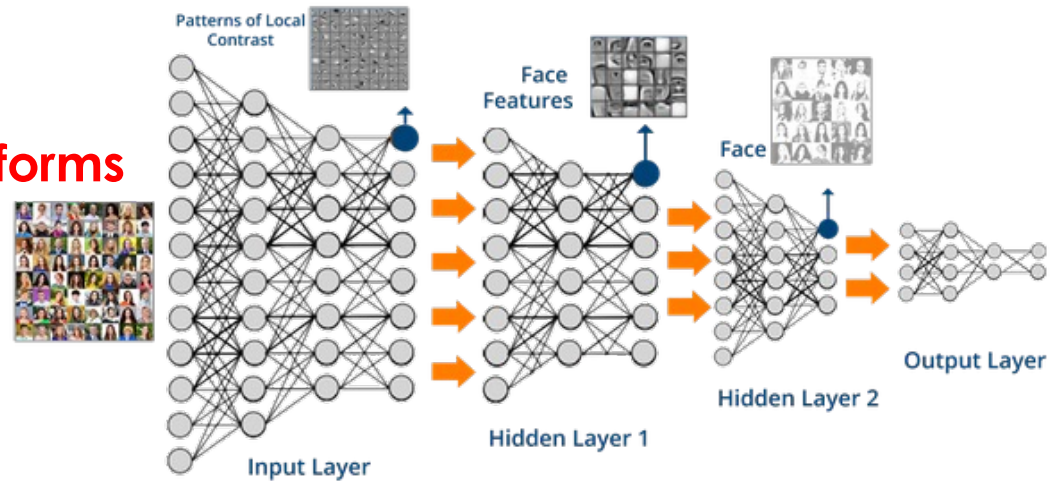 Patterns of Local
Contrast
Face
Features
Face
forms
Input Layer
Hidden Layer 1
Hidden Layer 2
Output Layer